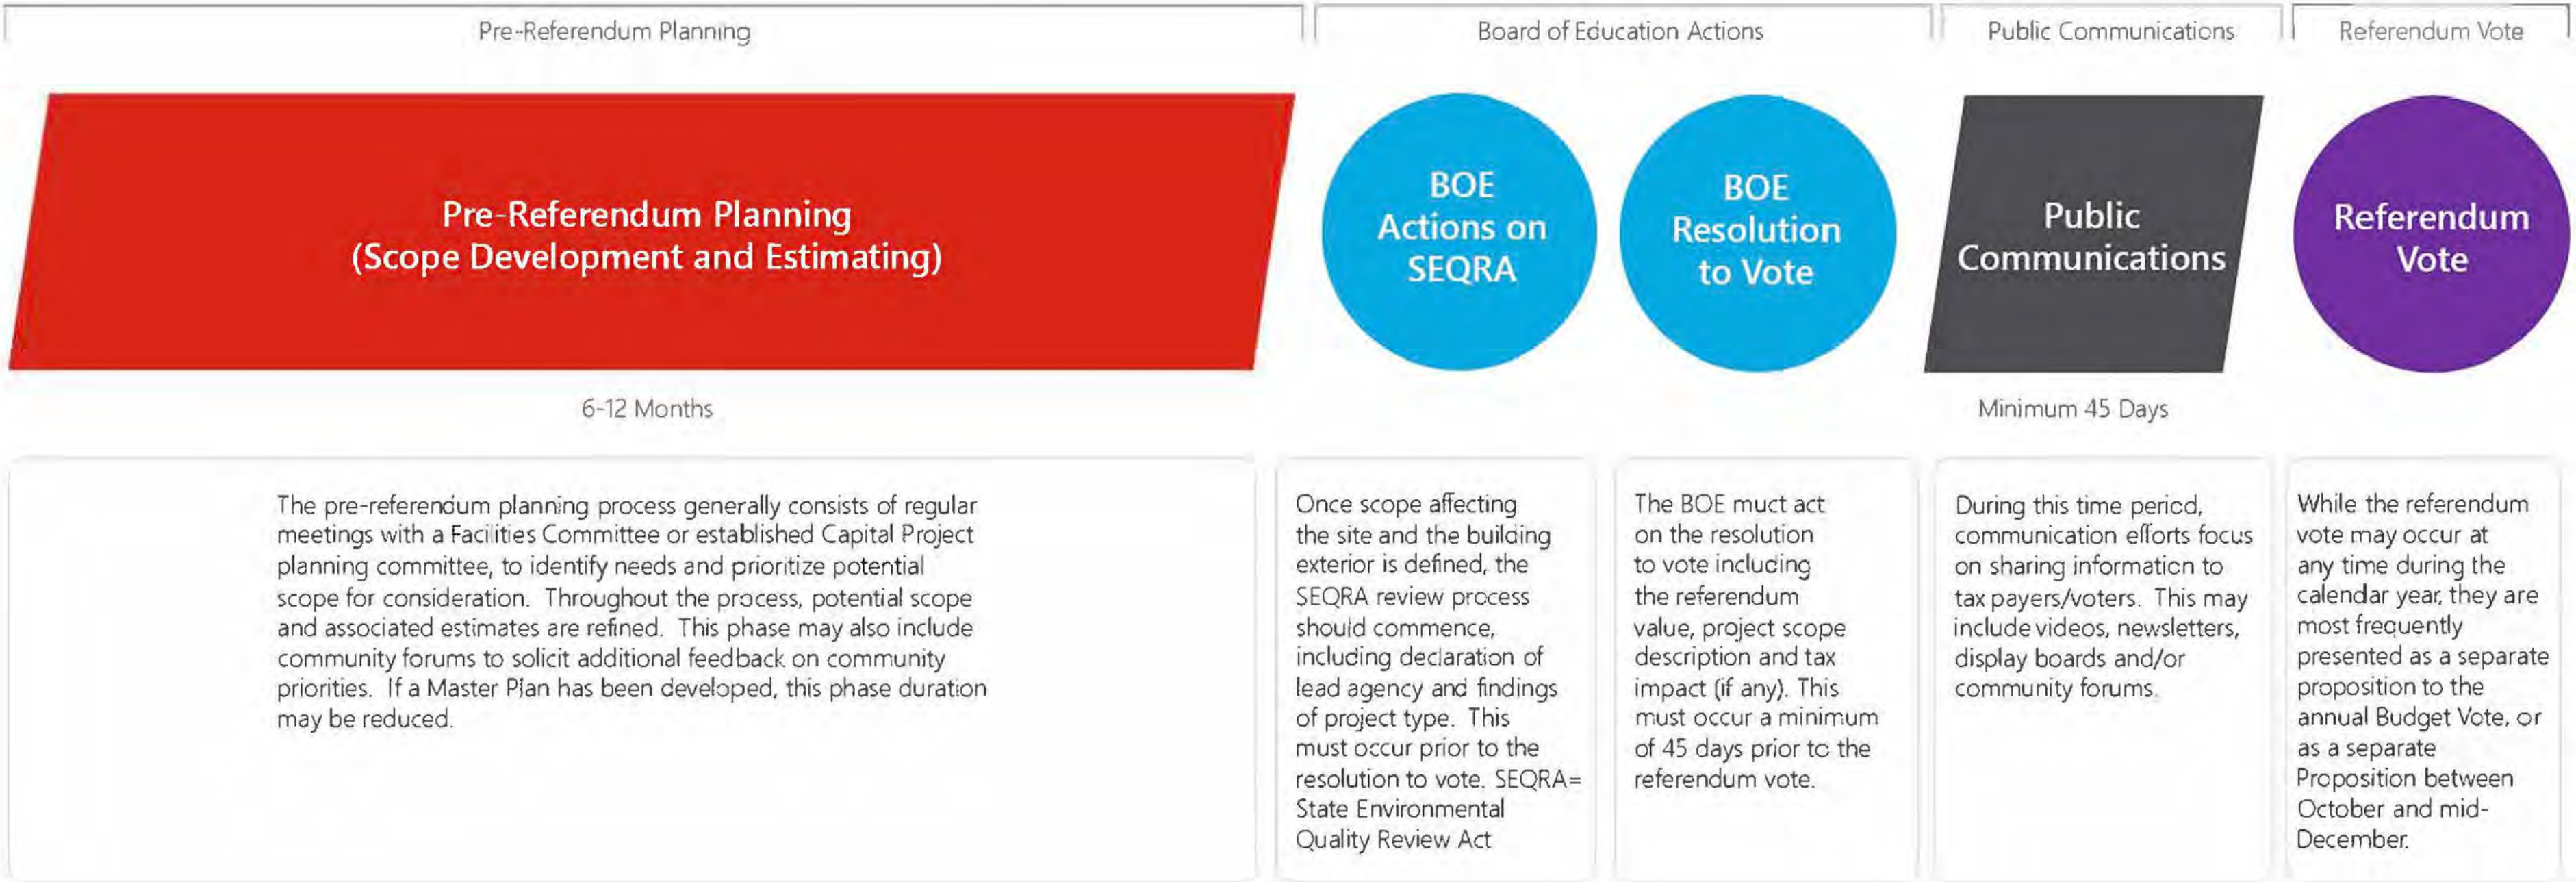 Pre-Referendum Planning
Board of Education Actions
Public Communications
Referendum Vote
Pre-Referendum Planning
(Scope Development and Estimating)
BOE
Actions on
SEQRA
BOE
Resolution
to Vote
Public
Communications
Referendum
Vote
6-12 Months
Minimum 45 Days
The pre-referendum planning process generally consists of regular
meetings with a Facilities Committee or established Capital Project
planning committee, to identify needs and prioritize potential
scope for consideration. Throughout the process, potential scope
and associated estimates are refined. This phase may also include
community forums to solicit additional feedback on community
priorities. If a Master Plan has been developed, this phase duration
may be reduced.
Once scope affecting
the site and the building
exterior is defined, the
SEQRA review process
should commence,
including declaration of
lead agency and findings
of project type. This
must occur prior to the
resolution to vote. SEQRA=
State Environmental
Quality Review Act
The BOE muct act
on the resolution
to vote including
the referendum
value, project scope
description and tax
impact (if any). This
must occur a minimum
of 45 days prior to the
referendum vote.
During this time period,
communication efforts focus
on sharing information to
tax payers/voters. This may
include videos, newsletters,
display boards and/or
community forums.
While the referendum
vote may occur at
any time during the
calendar year, they are
most frequently
presented as a separate
proposition to the
annual Budget Vote, or
as a separate
Proposition between
October and mid-
December.